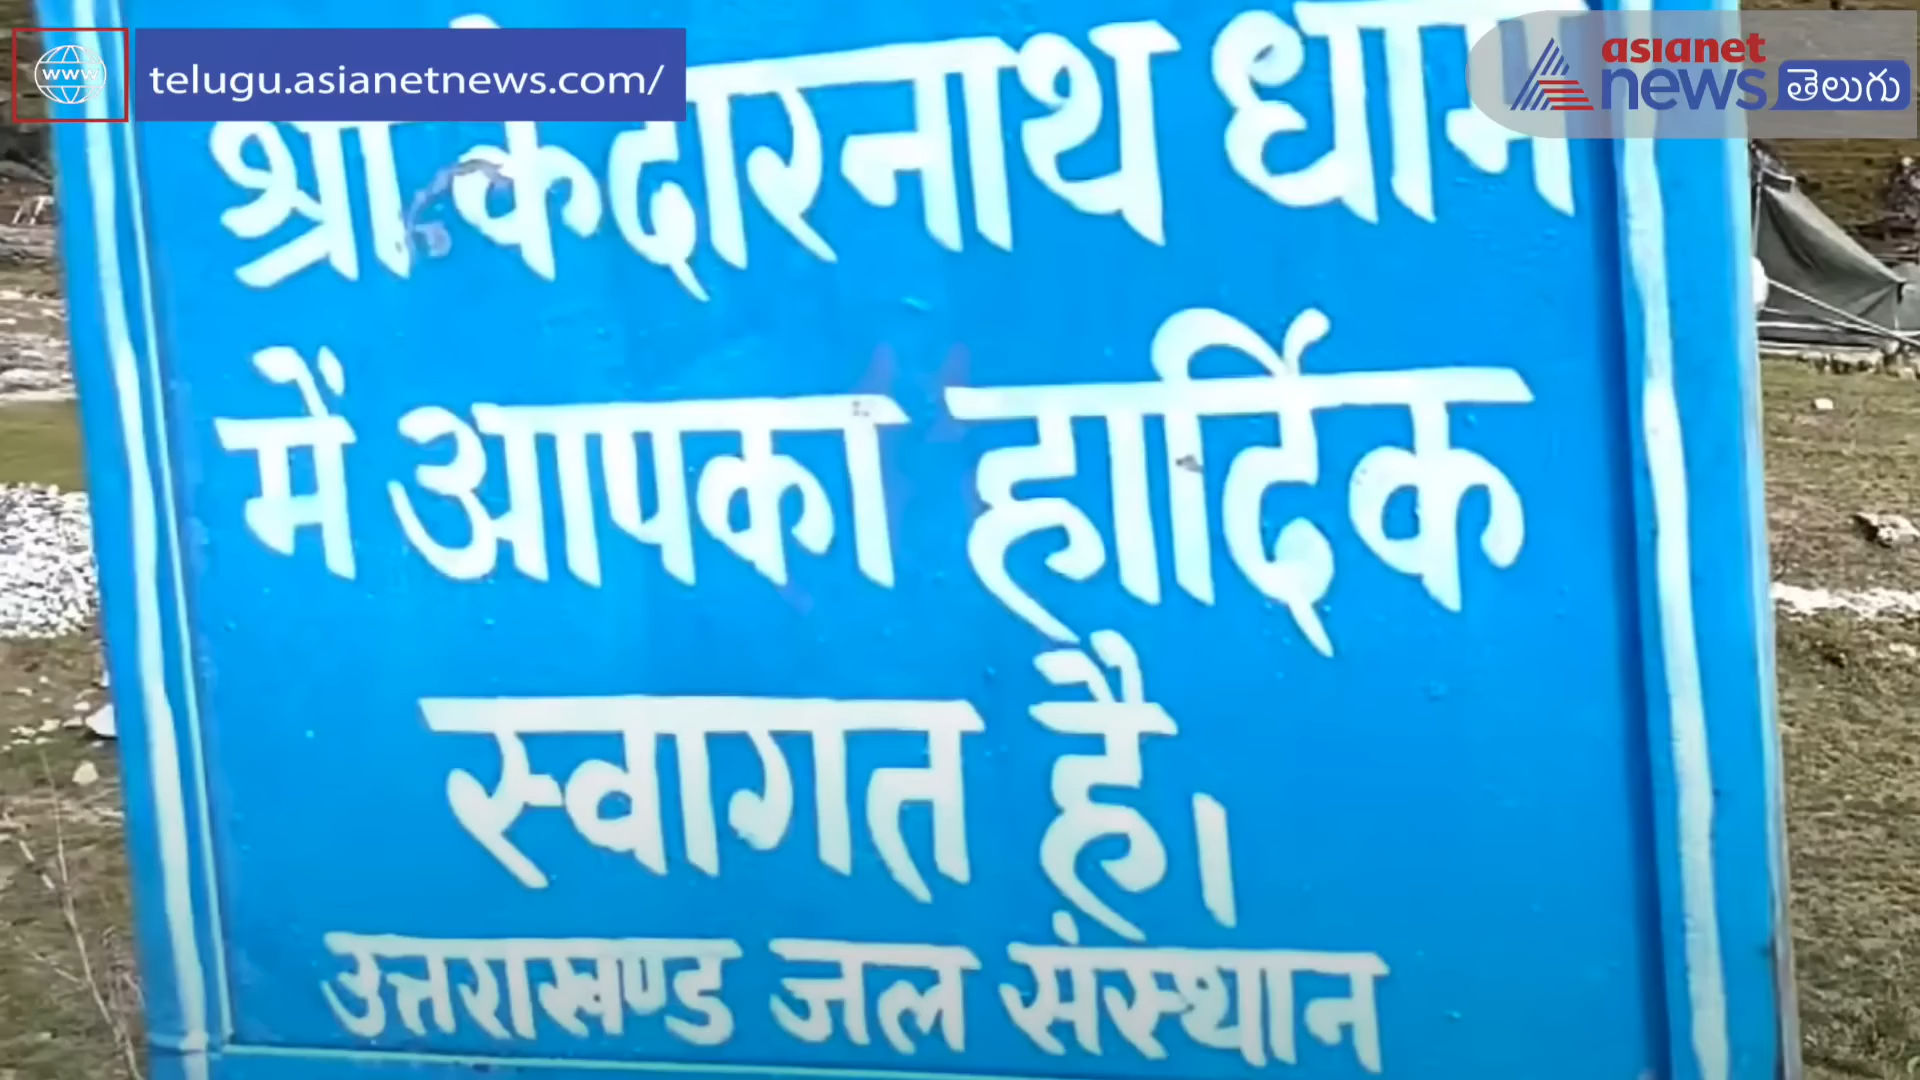 telugu.asianetnews.com/
asianet
news తెలుగు
श्री केदारनाथ धाम
में आपका हार्दिक
स्वागत है।
उत्तराखण्ड जल संस्थान